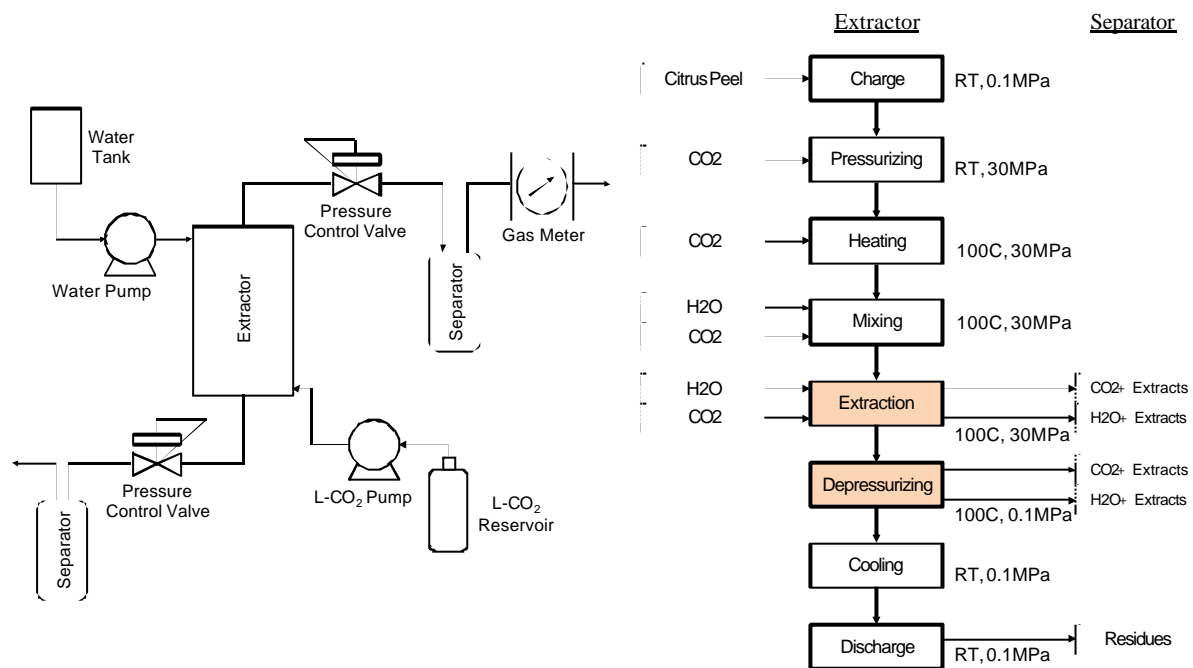 Water
Tank
Water Pump
Extractor
Pressure
Control Valve
Separator
Gas Meter
Pressure
Control Valve
Separator
L-CO2 Pump
L-CO2
Reservoir
Extractor
Separator
Citrus Peel
Charge
RT, 0.1MPa
CO2
Pressurizing
RT, 30MPa
CO2
Heating
100C, 30MPa
H2O
CO2
Mixing
100C, 30MPa
H2O
CO2
Extraction
CO2+ Extracts
H2O+ Extracts
100C, 30MPa
Depressurizing
CO2+ Extracts
H2O+ Extracts
100C, 0.1MPa
Cooling
RT, 0.1MPa
Discharge
Residues
RT, 0.1MPa